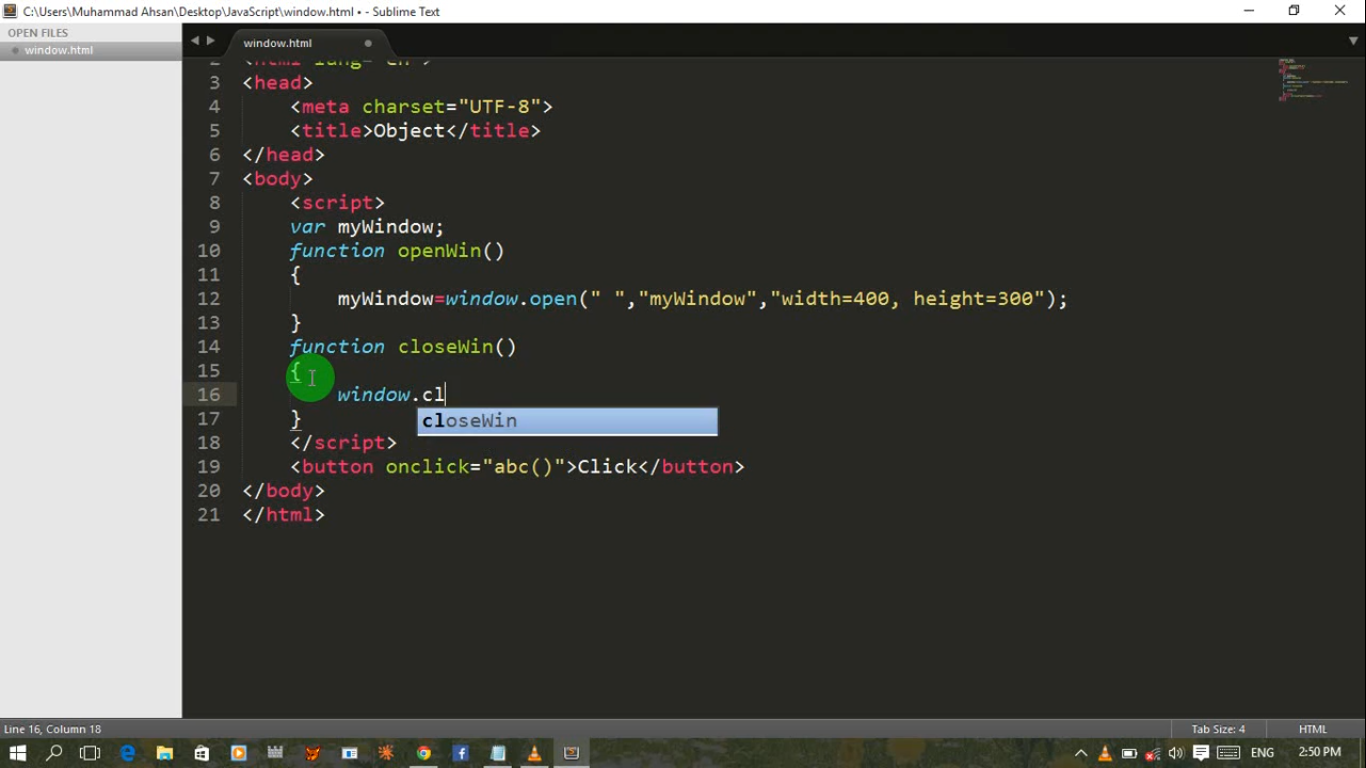 C:\Users\Muhammad Ahsan\Desktop\JavaScript\window.html • - Sublime Text
OPEN FILES
window.html
window.html
2 <html lang="en">
3 <head>
4 <meta charset="UTF-8">
5 <title>Object</title>
6 </head>
7 <body>
8 <script>
9 var myWindow;
10 function openWin()
11 {
12 myWindow=window.open(" ","myWindow","width=400, height=300");
13 }
14 function closeWin()
15 {
16 window.cl
closeWin
17 }
18 </script>
19 <button onclick="abc()">Click</button>
20 </body>
21 </html>
Line 16, Column 18
Tab Size: 4
HTML
ENG
2:50 PM